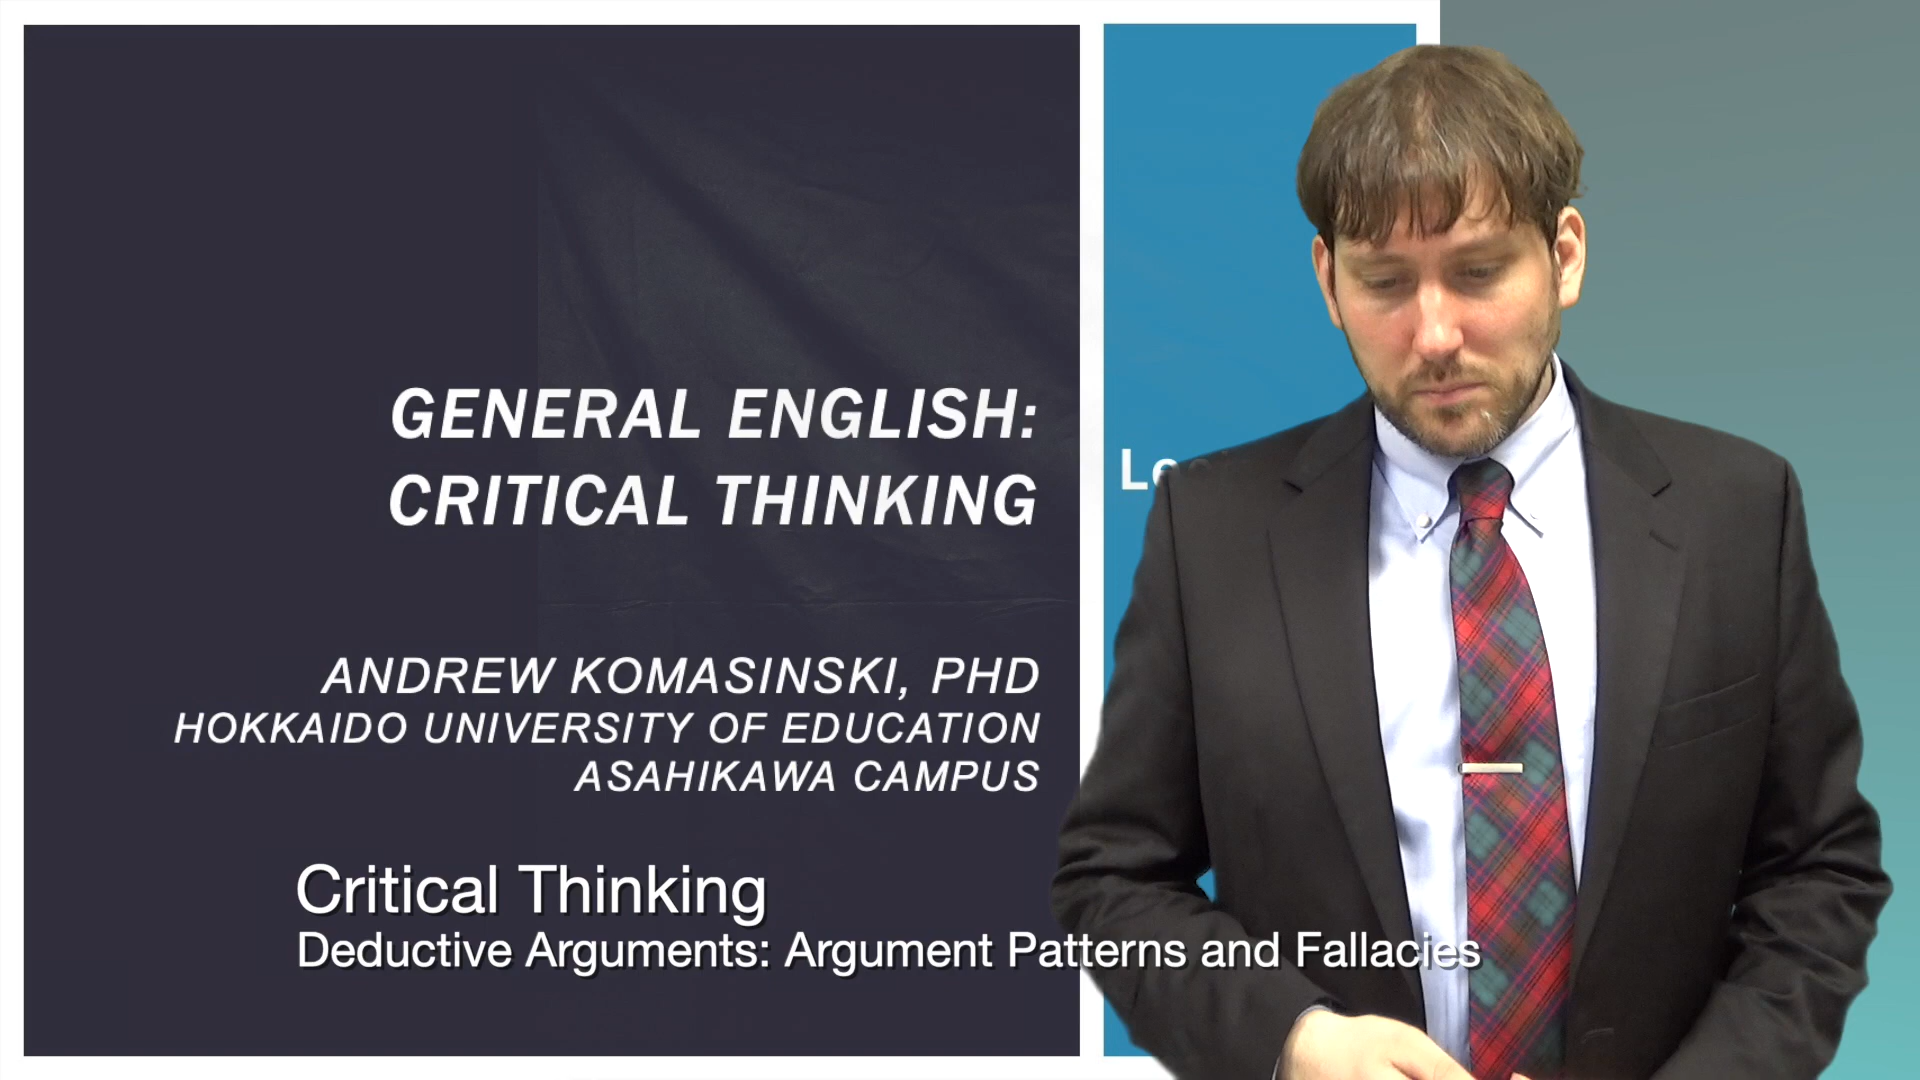 GENERAL ENGLISH:
CRITICAL THINKING
ANDREW KOMASINSKI, PHD
HOKKAIDO UNIVERSITY OF EDUCATION
ASAHIKAWA CAMPUS
Critical Thinking
Deductive Arguments: Argument Patterns and Fallacies